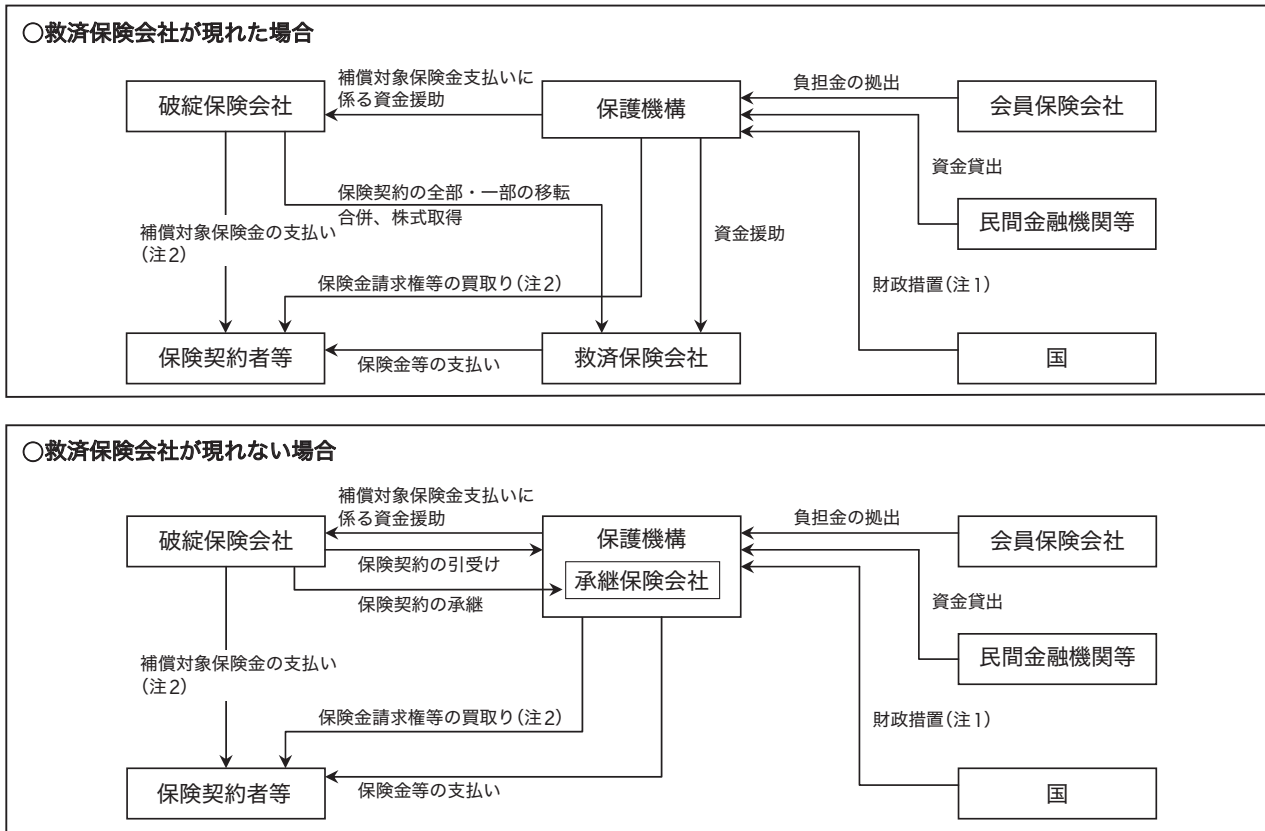 ○救済保険会社が現れた場合
補償対象保険金支払いに
係る資金援助
負担金の拠出
破綻保険会社
保護機構
会員保険会社
資金貸出
保険契約の全部・一部の移転
合併、株式取得
民間金融機関等
補償対象保険金の支払い
(注2)
資金援助
保険金請求権等の買取り(注2)
財政措置(注1)
保険契約者等
保険金等の支払い
救済保険会社
国
○救済保険会社が現れない場合
補償対象保険金支払いに
係る資金援助
負担金の拠出
破綻保険会社
保護機構
会員保険会社
保険契約の引受け
承継保険会社
保険契約の承継
資金貸出
民間金融機関等
補償対象保険金の支払い
(注2)
保険金請求権等の買取り(注2)
財政措置(注1)
保険契約者等
保険金等の支払い
国